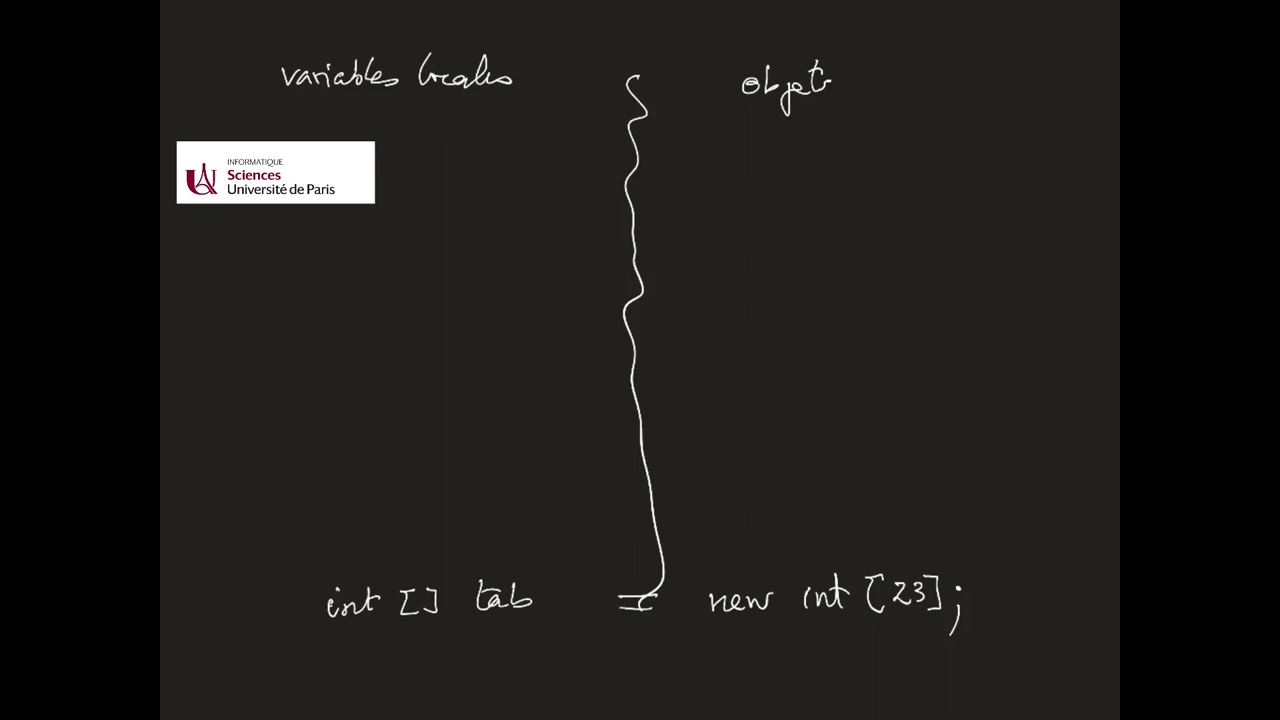 variables locales objets
INFORMATIQUE
Sciences
Université de Paris
int [] tab = new int [23];